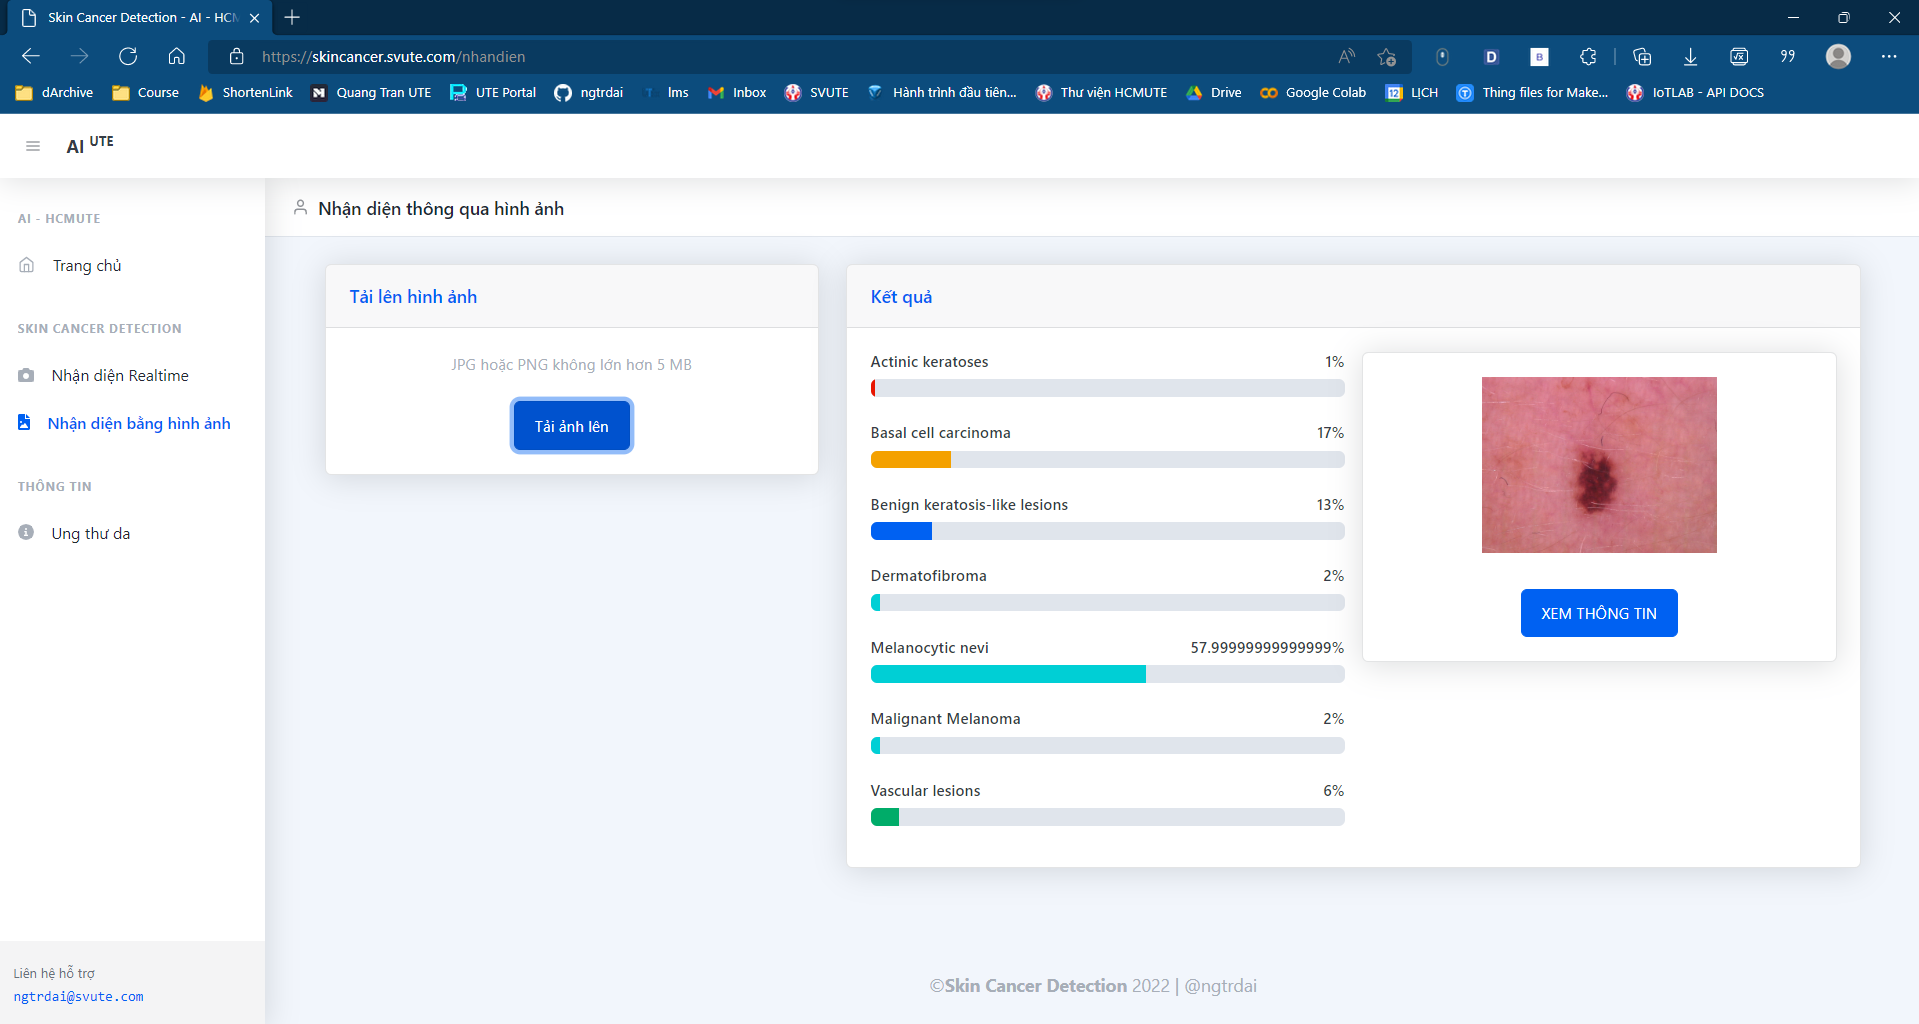 Skin Cancer Detection - AI - HCM
https://skincancer.svute.com/nhandien
dArchive Course ShortenLink Quang Tran UTE UTE Portal ngtrdai lms Inbox SVUTE Hành trình đầu tiên... Thư viện HCMUTE Drive Google Colab LỊCH Thing files for Make... IoTLAB - API DOCS
AI UTE
AI - HCMUTE
Trang chủ
SKIN CANCER DETECTION
Nhận diện Realtime
Nhận diện bằng hình ảnh
THÔNG TIN
Ung thư da
Liên hệ hỗ trợ
ngtrdai@svute.com
Nhận diện thông qua hình ảnh
Tải lên hình ảnh
JPG hoặc PNG không lớn hơn 5 MB
Tải ảnh lên
Kết quả
Actinic keratoses 1%
Basal cell carcinoma 17%
Benign keratosis-like lesions 13%
Dermatofibroma 2%
Melanocytic nevi 57.99999999999999%
Malignant Melanoma 2%
Vascular lesions 6%
XEM THÔNG TIN
©Skin Cancer Detection 2022 | @ngtrdai